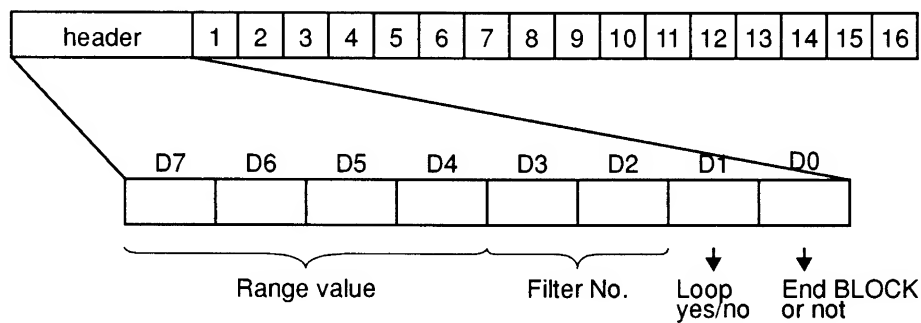 header 1 2 3 4 5 6 7 8 9 10 11 12 13 14 15 16
D7 D6 D5 D4 D3 D2 D1 D0
Range value Filter No. Loop End BLOCK
yes/no or not